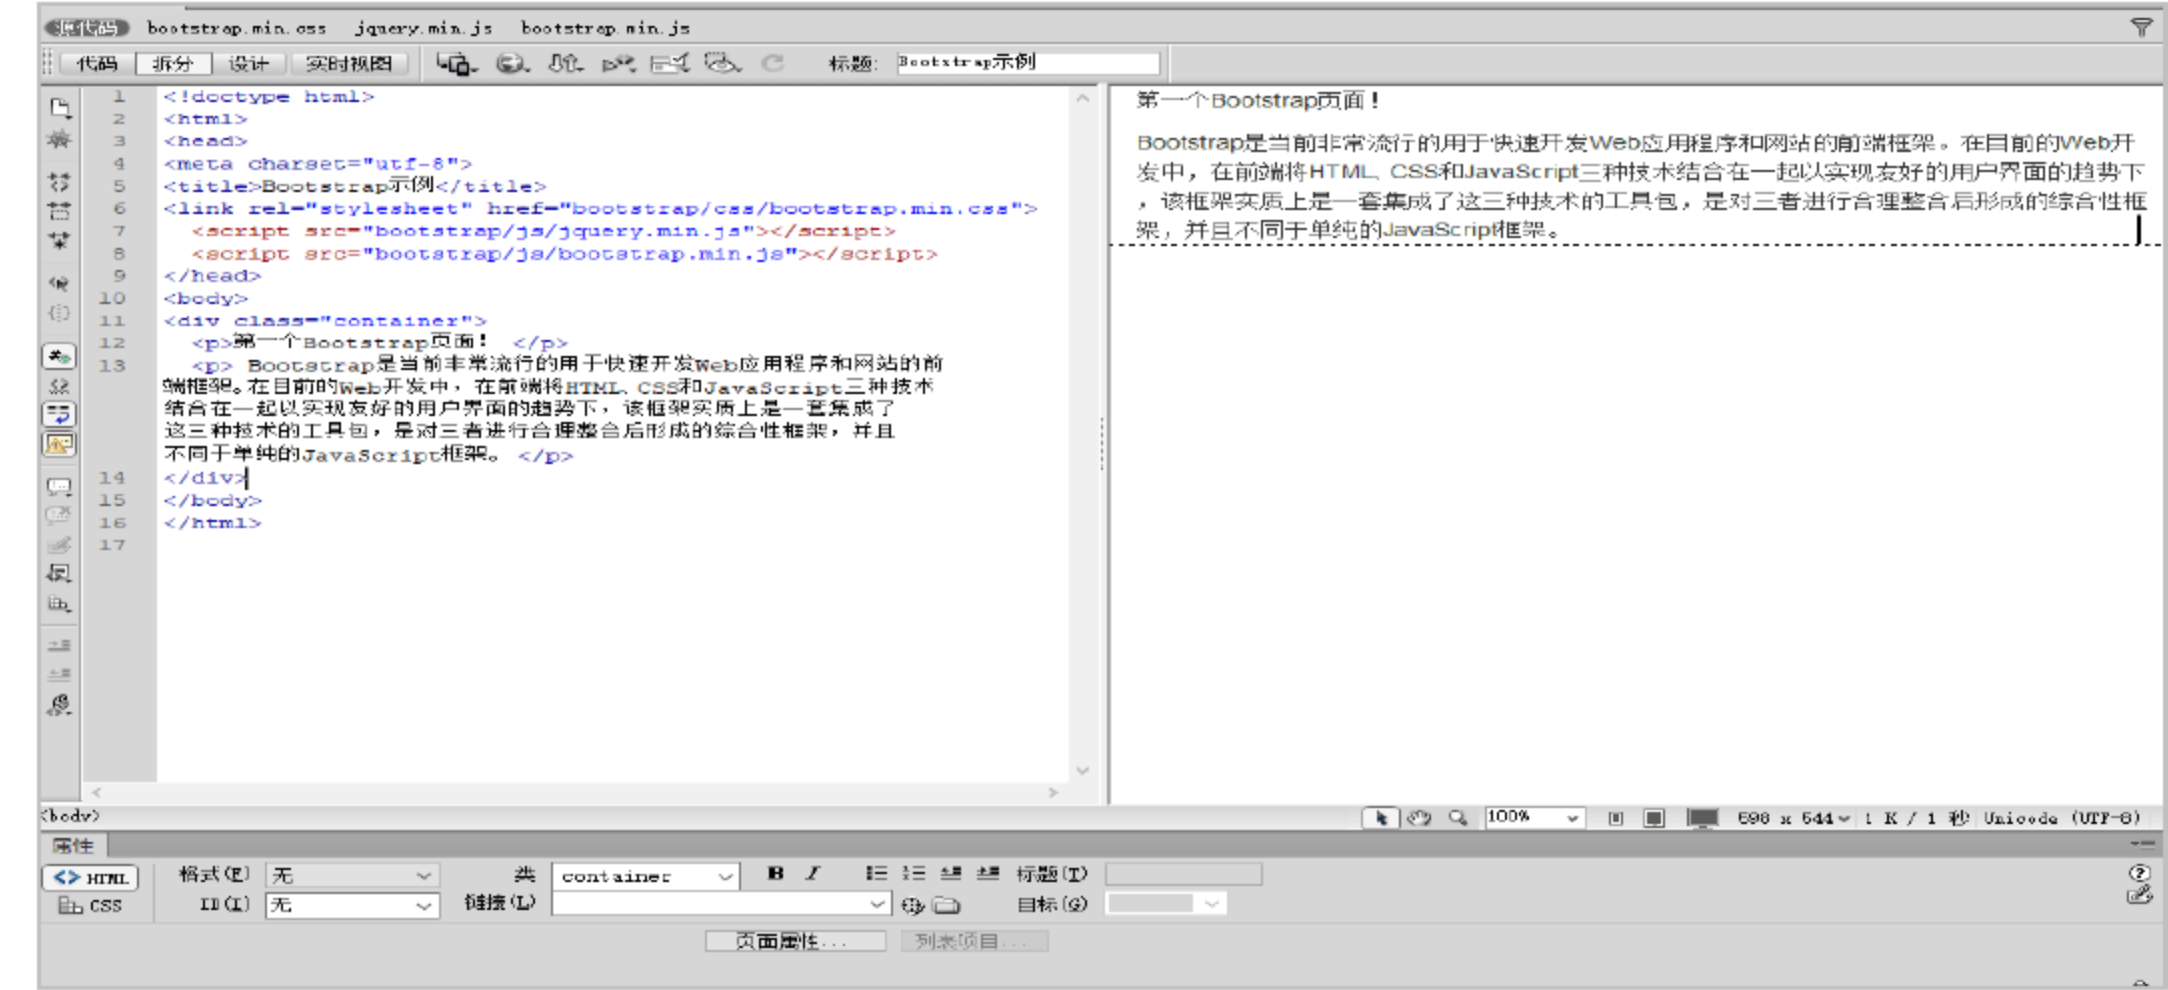 源代码 bootstrap.min.css jquery.min.js bootstrap.min.js
代码 拆分 设计 实时视图 标题: Bootstrap示例
1 <!doctype html>
2 <html>
3 <head>
4 <meta charset="utf-8">
5 <title>Bootstrap示例</title>
6 <link rel="stylesheet" href="bootstrap/css/bootstrap.min.css">
7 <script src="bootstrap/js/jquery.min.js"></script>
8 <script src="bootstrap/js/bootstrap.min.js"></script>
9 </head>
10 <body>
11 <div class="container">
12 <p>第一个Bootstrap页面! </p>
13 <p> Bootstrap是当前非常流行的用于快速开发Web应用程序和网站的前
端框架。在目前的Web开发中，在前端将HTML、CSS和JavaScript三种技术
结合在一起以实现友好的用户界面的趋势下，该框架实质上是一套集成了
这三种技术的工具包，是对三者进行合理整合后形成的综合性框架，并且
不同于单纯的JavaScript框架。 </p>
14 </div>
15 </body>
16 </html>
17
第一个Bootstrap页面!
Bootstrap是当前非常流行的用于快速开发Web应用程序和网站的前端框架。在目前的Web开
发中，在前端将HTML、CSS和JavaScript三种技术结合在一起以实现友好的用户界面的趋势下
，该框架实质上是一套集成了这三种技术的工具包，是对三者进行合理整合后形成的综合性框
架，并且不同于单纯的JavaScript框架。
<body> 100% 598 x 544 1 K / 1 秒 Unicode (UTF-8)
属性
<> HTML 格式(F) 无 类 container B I 标题(T)
CSS ID(I) 无 链接(L) 目标(G)
页面属性... 列表项目...